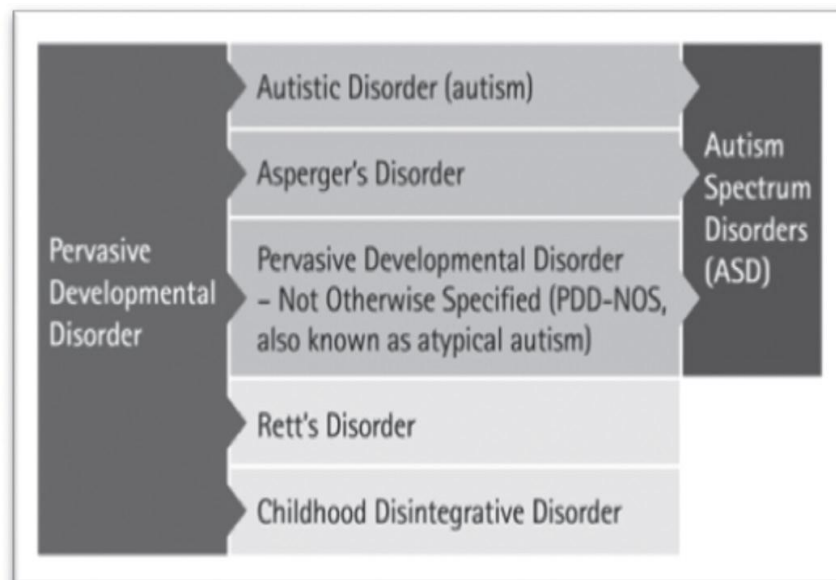 Pervasive
Developmental
Disorder
Autistic Disorder (autism)
Asperger's Disorder
Pervasive Developmental Disorder
– Not Otherwise Specified (PDD-NOS,
also known as atypical autism)
Rett's Disorder
Childhood Disintegrative Disorder
Autism
Spectrum
Disorders
(ASD)